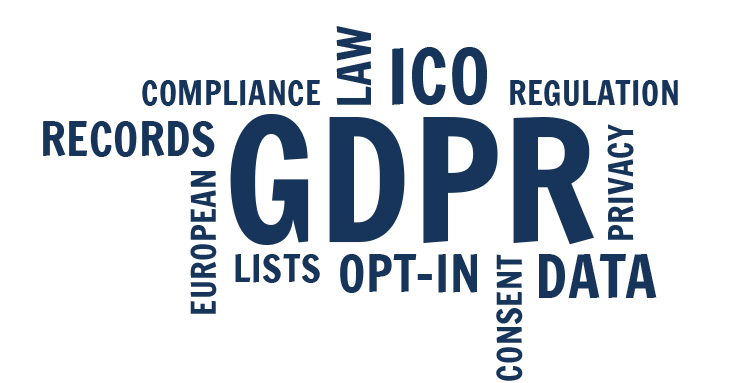 LAW
ICO
COMPLIANCE
REGULATION
RECORDS
GDPR
PRIVACY
EUROPEAN
LISTS
OPT-IN
CONSENT
DATA